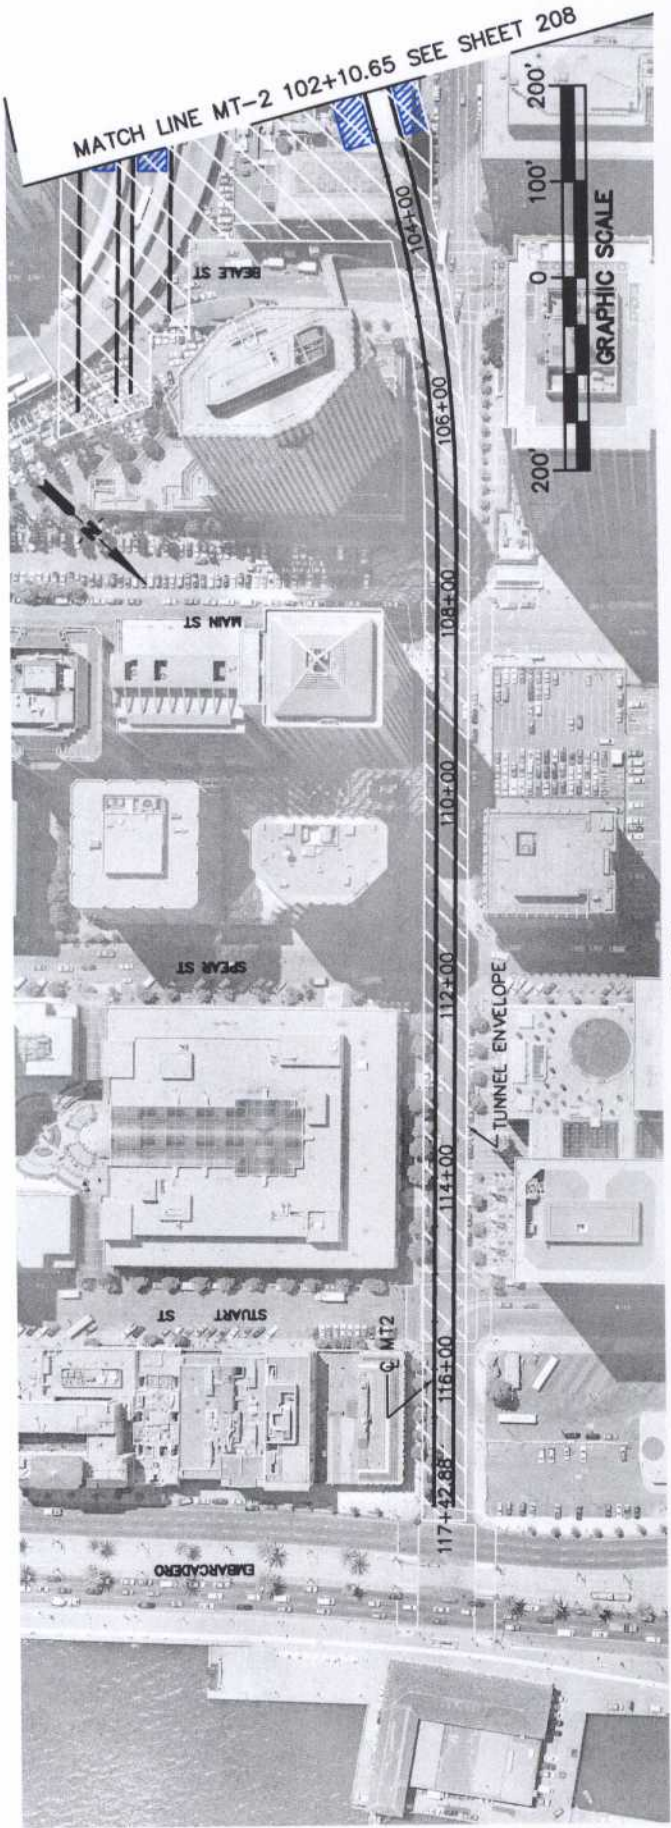 MATCH LINE MT-2 102+10.65 SEE SHEET 208
200'
100'
0
200'
GRAPHIC SCALE
104+00
BEALE ST
106+00
N
108+00
MAIN ST
110+00
SPEAR ST
112+00
TUNNEL ENVELOPE
114+00
STUART ST
℄ MT2
116+00
117+42.88
EMBARCADERO